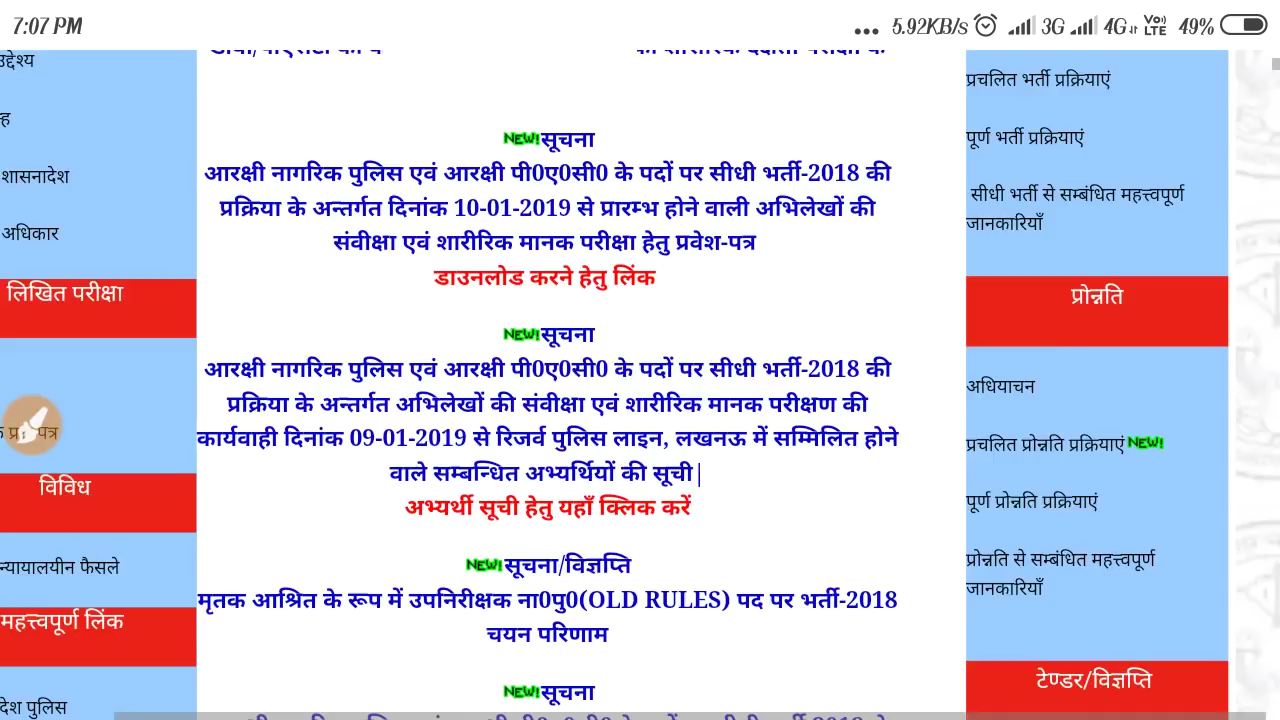 7:07 PM
... 5.92KB/s 3G 4G VoLTE 49%
उद्देश्य
शासनादेश
अधिकार
लिखित परीक्षा
पत्र
विविध
न्यायालयीन फैसले
महत्त्वपूर्ण लिंक
पुलिस
NEW! सूचना
आरक्षी नागरिक पुलिस एवं आरक्षी पी0ए0सी0 के पदों पर सीधी भर्ती-2018 की
प्रक्रिया के अन्तर्गत दिनांक 10-01-2019 से प्रारम्भ होने वाली अभिलेखों की
संवीक्षा एवं शारीरिक मानक परीक्षा हेतु प्रवेश-पत्र
डाउनलोड करने हेतु लिंक
NEW! सूचना
आरक्षी नागरिक पुलिस एवं आरक्षी पी0ए0सी0 के पदों पर सीधी भर्ती-2018 की
प्रक्रिया के अन्तर्गत अभिलेखों की संवीक्षा एवं शारीरिक मानक परीक्षण की
कार्यवाही दिनांक 09-01-2019 से रिजर्व पुलिस लाइन, लखनऊ में सम्मिलित होने
वाले सम्बन्धित अभ्यर्थियों की सूची|
अभ्यर्थी सूची हेतु यहाँ क्लिक करें
NEW! सूचना/विज्ञप्ति
मृतक आश्रित के रूप में उपनिरीक्षक ना0पु0(OLD RULES) पद पर भर्ती-2018
चयन परिणाम
NEW! सूचना
प्रचलित भर्ती प्रक्रियाएं
पूर्ण भर्ती प्रक्रियाएं
सीधी भर्ती से सम्बंधित महत्त्वपूर्ण
जानकारियाँ
प्रोन्नति
अधियाचन
प्रचलित प्रोन्नति प्रक्रियाएं NEW!
पूर्ण प्रोन्नति प्रक्रियाएं
प्रोन्नति से सम्बंधित महत्त्वपूर्ण
जानकारियाँ
टेण्डर/विज्ञप्ति